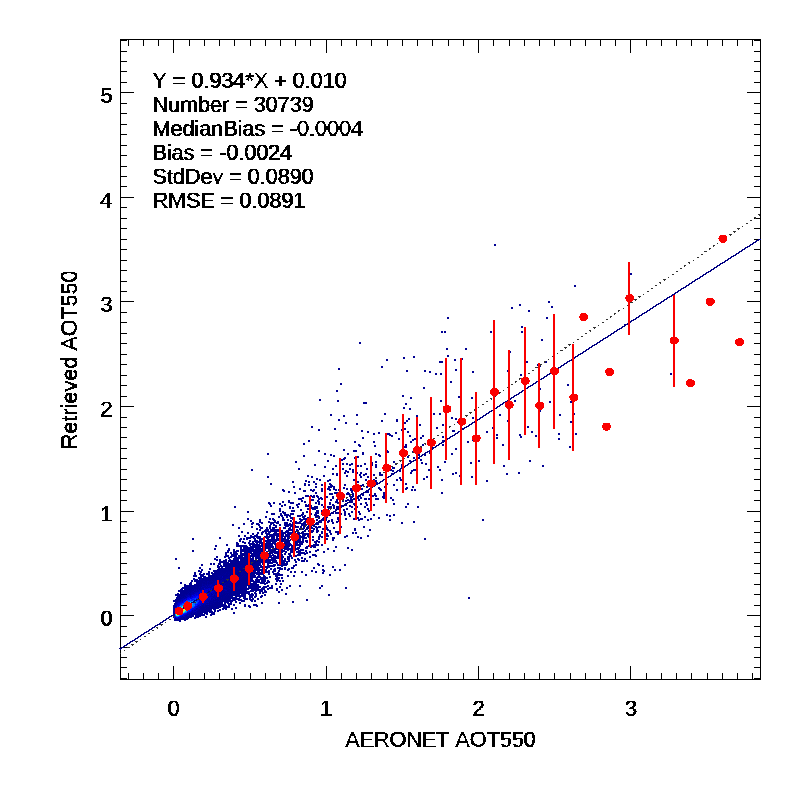 Y = 0.934*X + 0.010
Number = 30739
MedianBias = -0.0004
Bias = -0.0024
StdDev = 0.0890
RMSE = 0.0891
5
4
3
2
1
0
Retrieved AOT550
0 1 2 3
AERONET AOT550